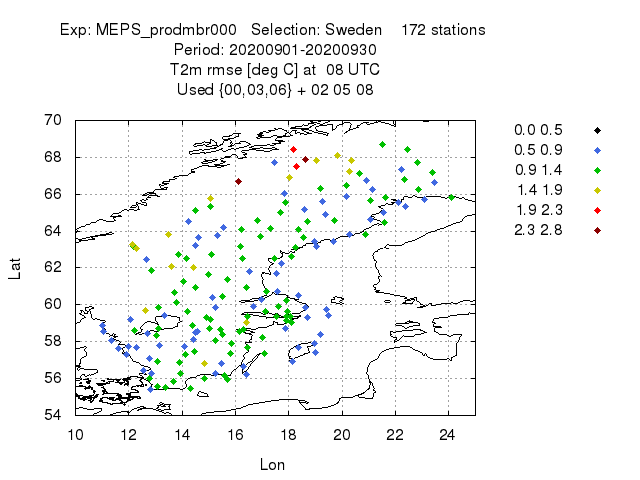 Exp: MEPS_prodmbr000   Selection: Sweden    172 stations
Period: 20200901-20200930
T2m rmse [deg C] at  08 UTC
Used {00,03,06} + 02 05 08
70
68
66
64
62
60
58
56
54
10 12 14 16 18 20 22 24
Lat
Lon
0.0 0.5
0.5 0.9
0.9 1.4
1.4 1.9
1.9 2.3
2.3 2.8